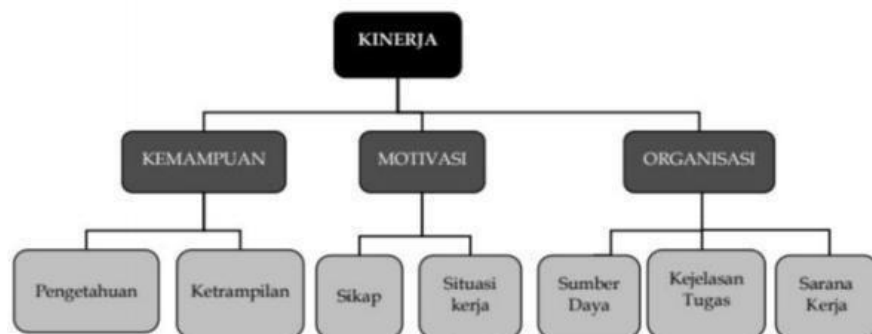 KINERJA
KEMAMPUAN
MOTIVASI
ORGANISASI
Pengetahuan
Ketrampilan
Sikap
Situasi
kerja
Sumber
Daya
Kejelasan
Tugas
Sarana
Kerja